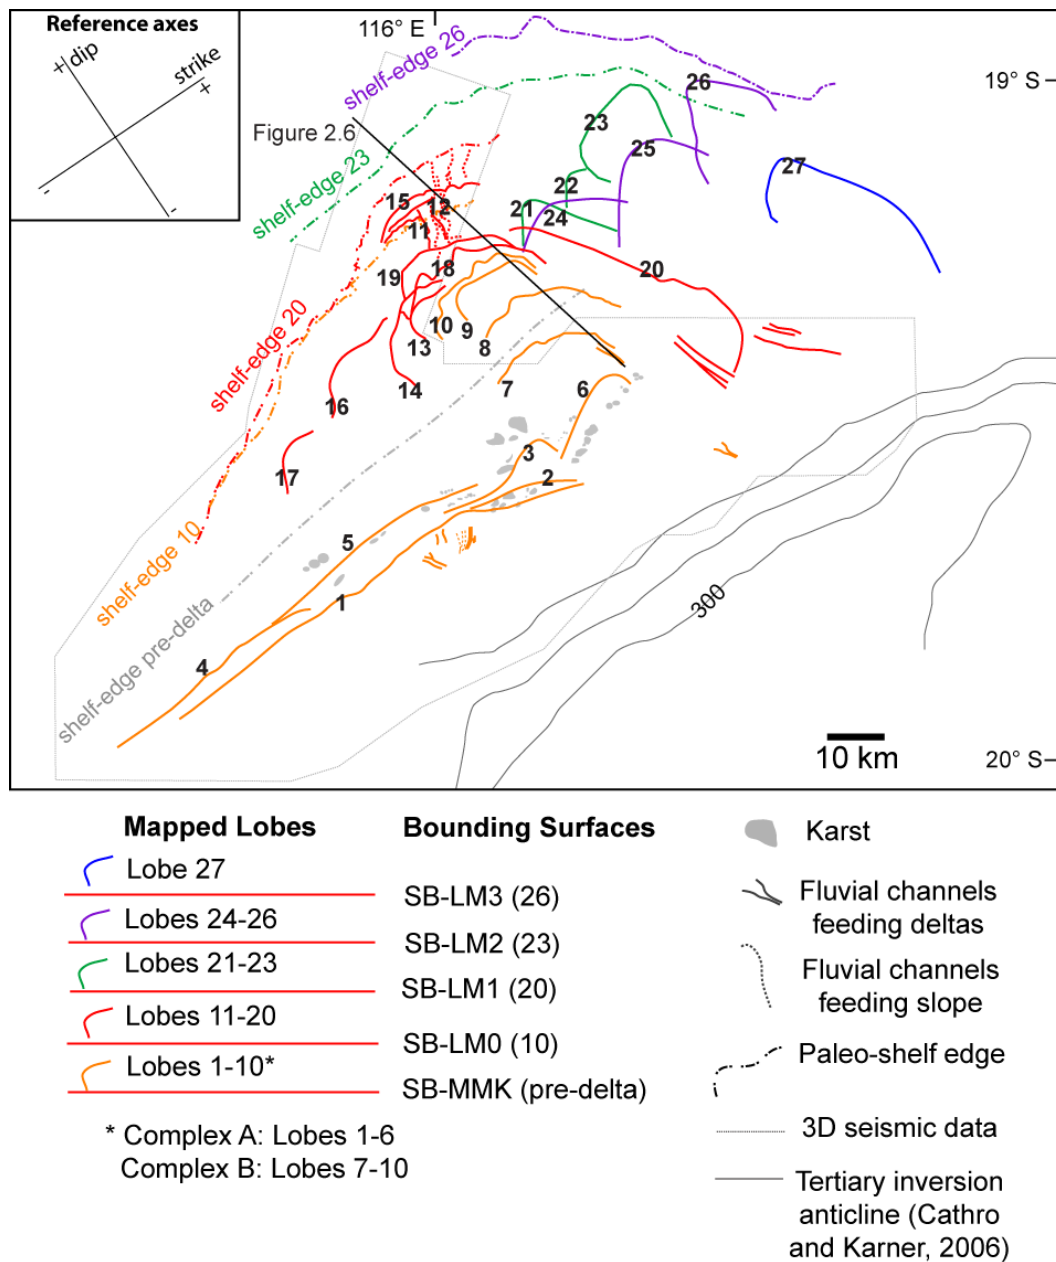 Reference axes
+
dip
strike
+
-
-
116° E
19° S
shelf-edge 26
Figure 2.6
shelf-edge 23
26
23
25
27
22
15
12
21
24
11
20
19
18
10
9
8
13
shelf-edge 20
7
6
14
16
3
2
17
5
shelf-edge 10
1
300
shelf-edge pre-delta
4
10 km
20° S
Mapped Lobes
Bounding Surfaces
Lobe 27
SB-LM3 (26)
Lobes 24-26
SB-LM2 (23)
Lobes 21-23
SB-LM1 (20)
Lobes 11-20
SB-LM0 (10)
Lobes 1-10*
SB-MMK (pre-delta)
* Complex A: Lobes 1-6
Complex B: Lobes 7-10
Karst
Fluvial channels
feeding deltas
Fluvial channels
feeding slope
Paleo-shelf edge
3D seismic data
Tertiary inversion
anticline (Cathro
and Karner, 2006)